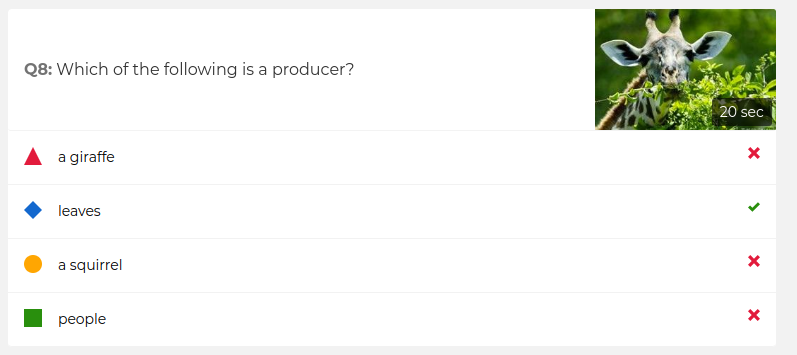 Q8: Which of the following is a producer?
20 sec
a giraffe
leaves
a squirrel
people